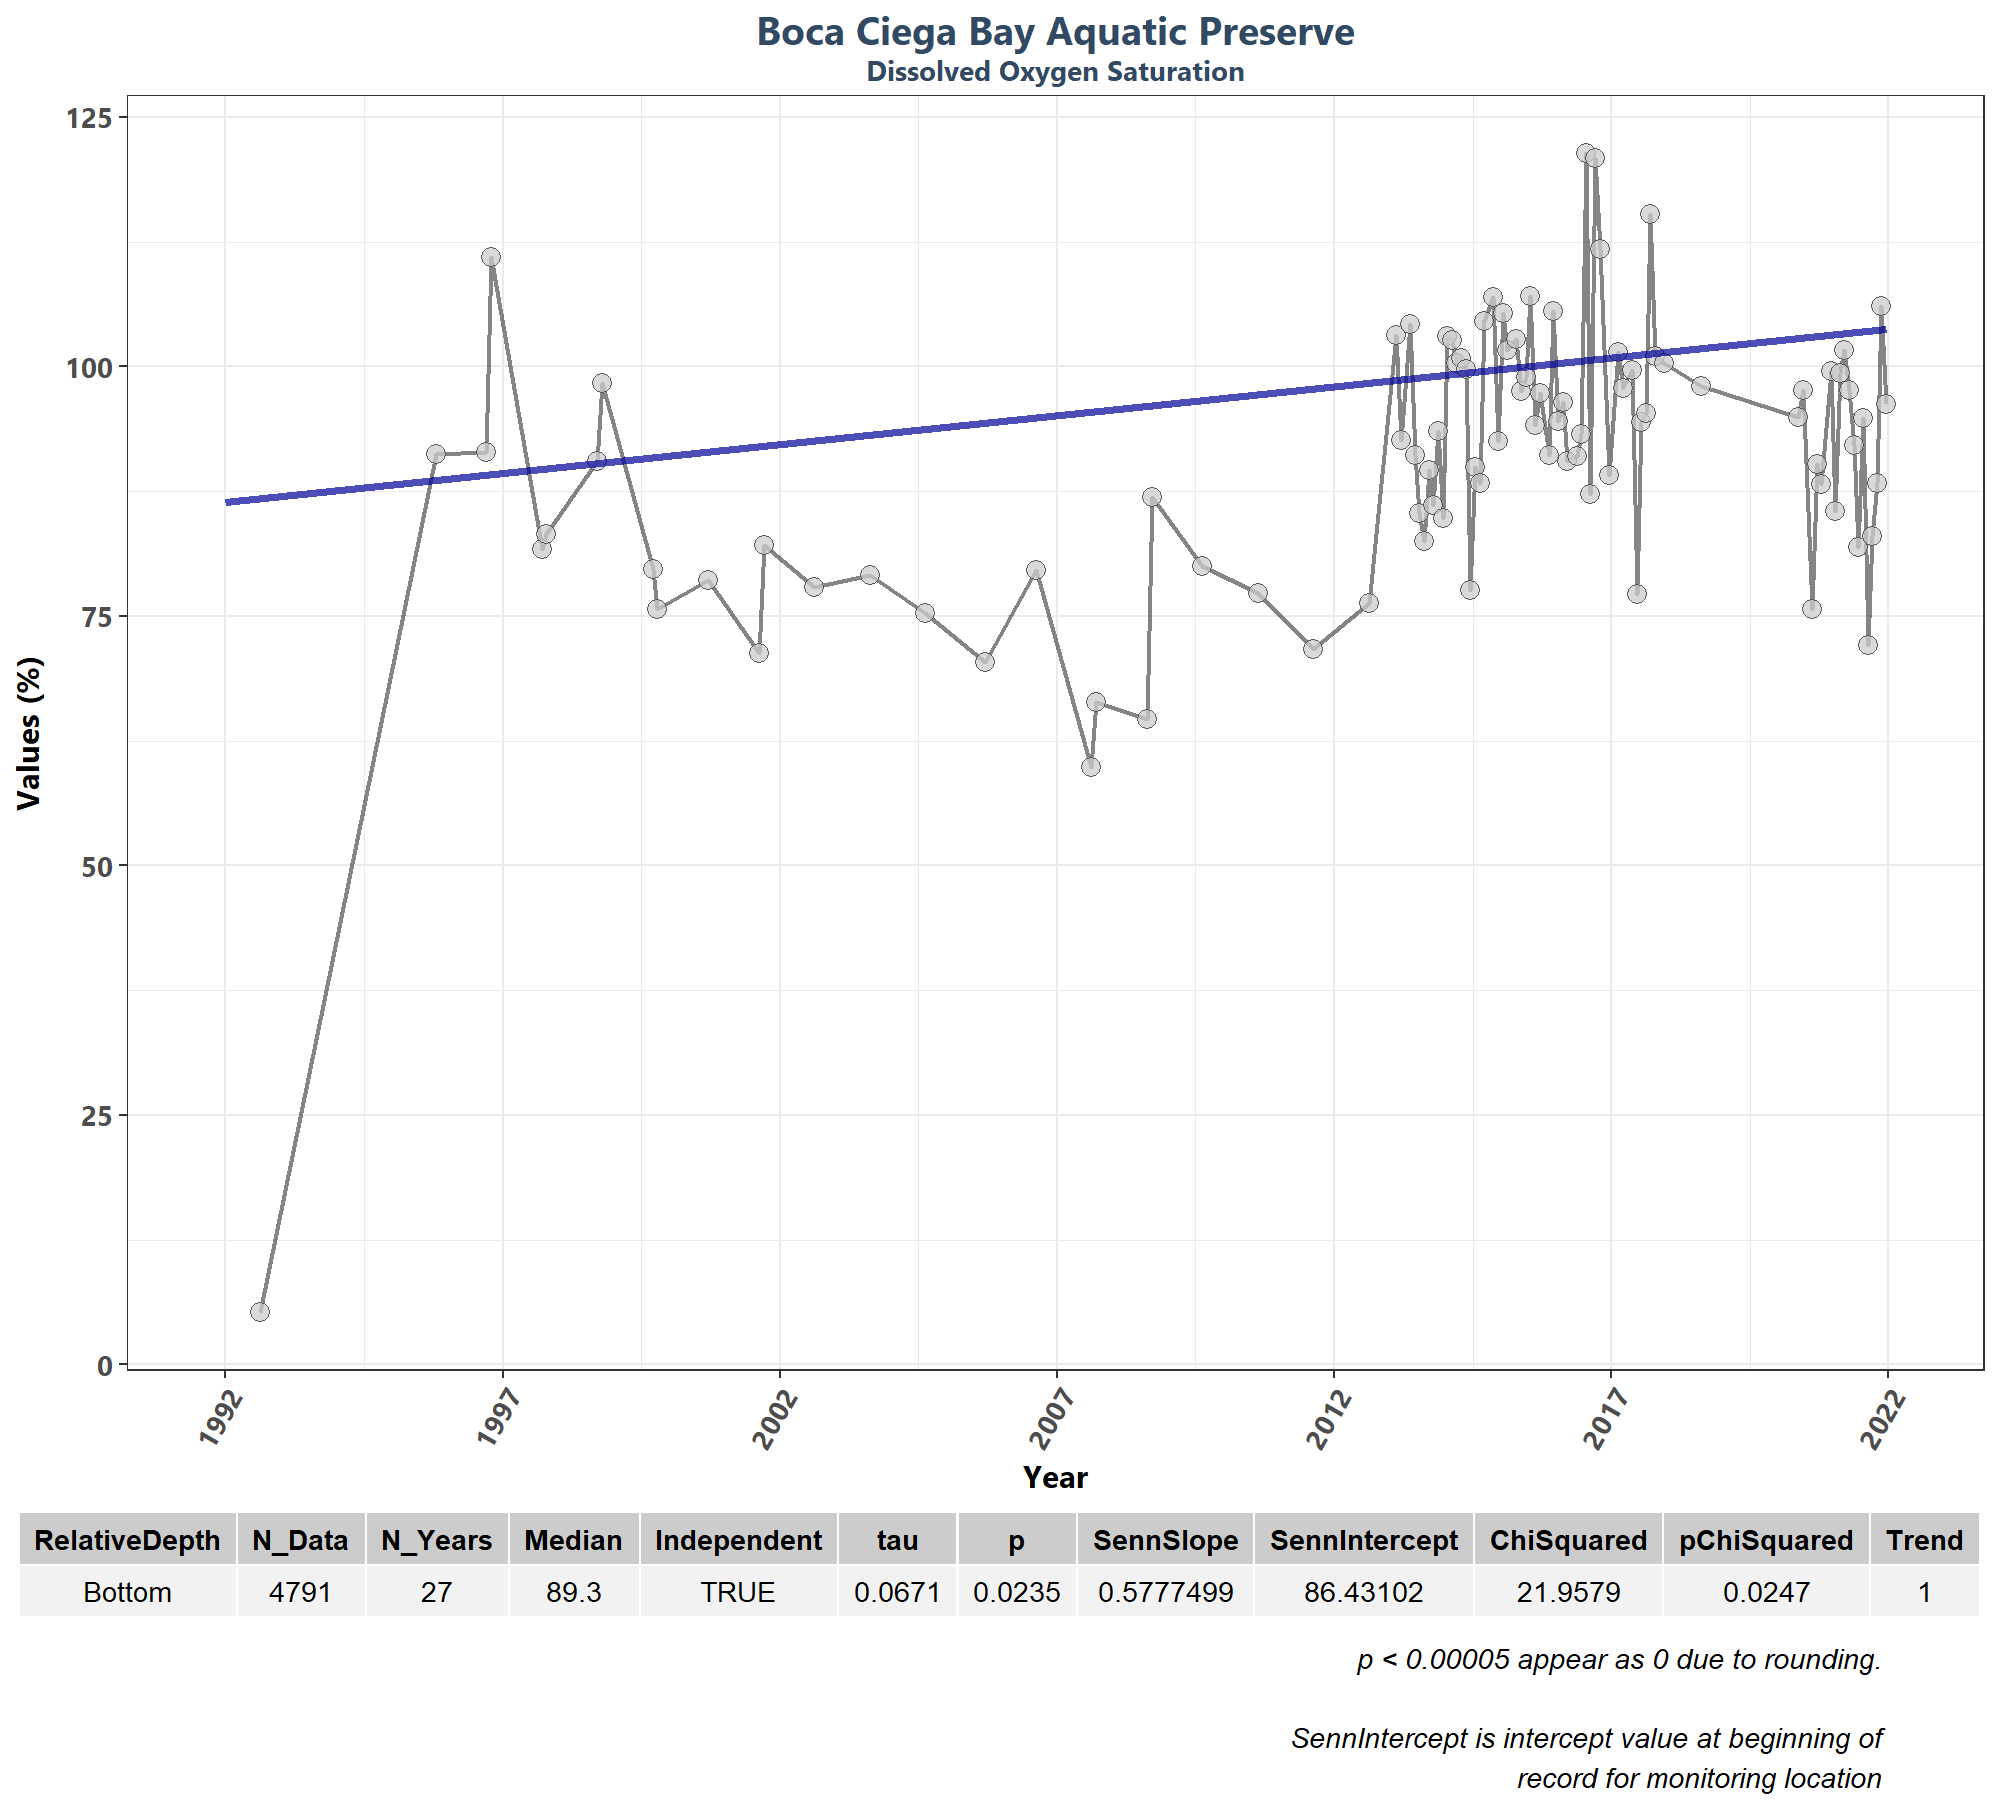 Boca Ciega Bay Aquatic Preserve
Dissolved Oxygen Saturation
125
100
75
50
25
0
Values (%)
1992 1997 2002 2007 2012 2017 2022
Year
RelativeDepth N_Data N_Years Median Independent tau p SennSlope SennIntercept ChiSquared pChiSquared Trend
Bottom 4791 27 89.3 TRUE 0.0671 0.0235 0.5777499 86.43102 21.9579 0.0247 1
p < 0.00005 appear as 0 due to rounding.
SennIntercept is intercept value at beginning of
record for monitoring location